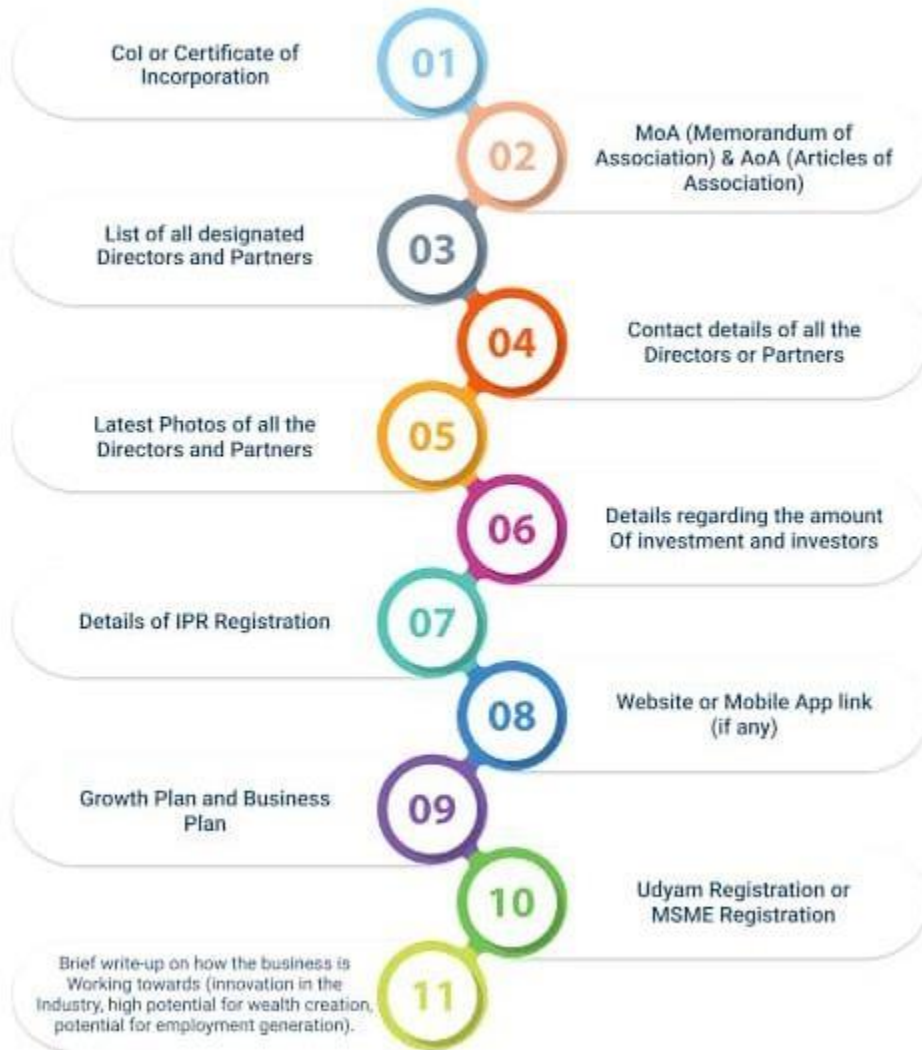 01
CoI or Certificate of
Incorporation
02
MoA (Memorandum of
Association) & AoA (Articles of
Association)
03
List of all designated
Directors and Partners
04
Contact details of all the
Directors or Partners
05
Latest Photos of all the
Directors and Partners
06
Details regarding the amount
Of investment and investors
07
Details of IPR Registration
08
Website or Mobile App link
(if any)
09
Growth Plan and Business
Plan
10
Udyam Registration or
MSME Registration
11
Brief write-up on how the business is
Working towards (innovation in the
Industry, high potential for wealth creation,
potential for employment generation).